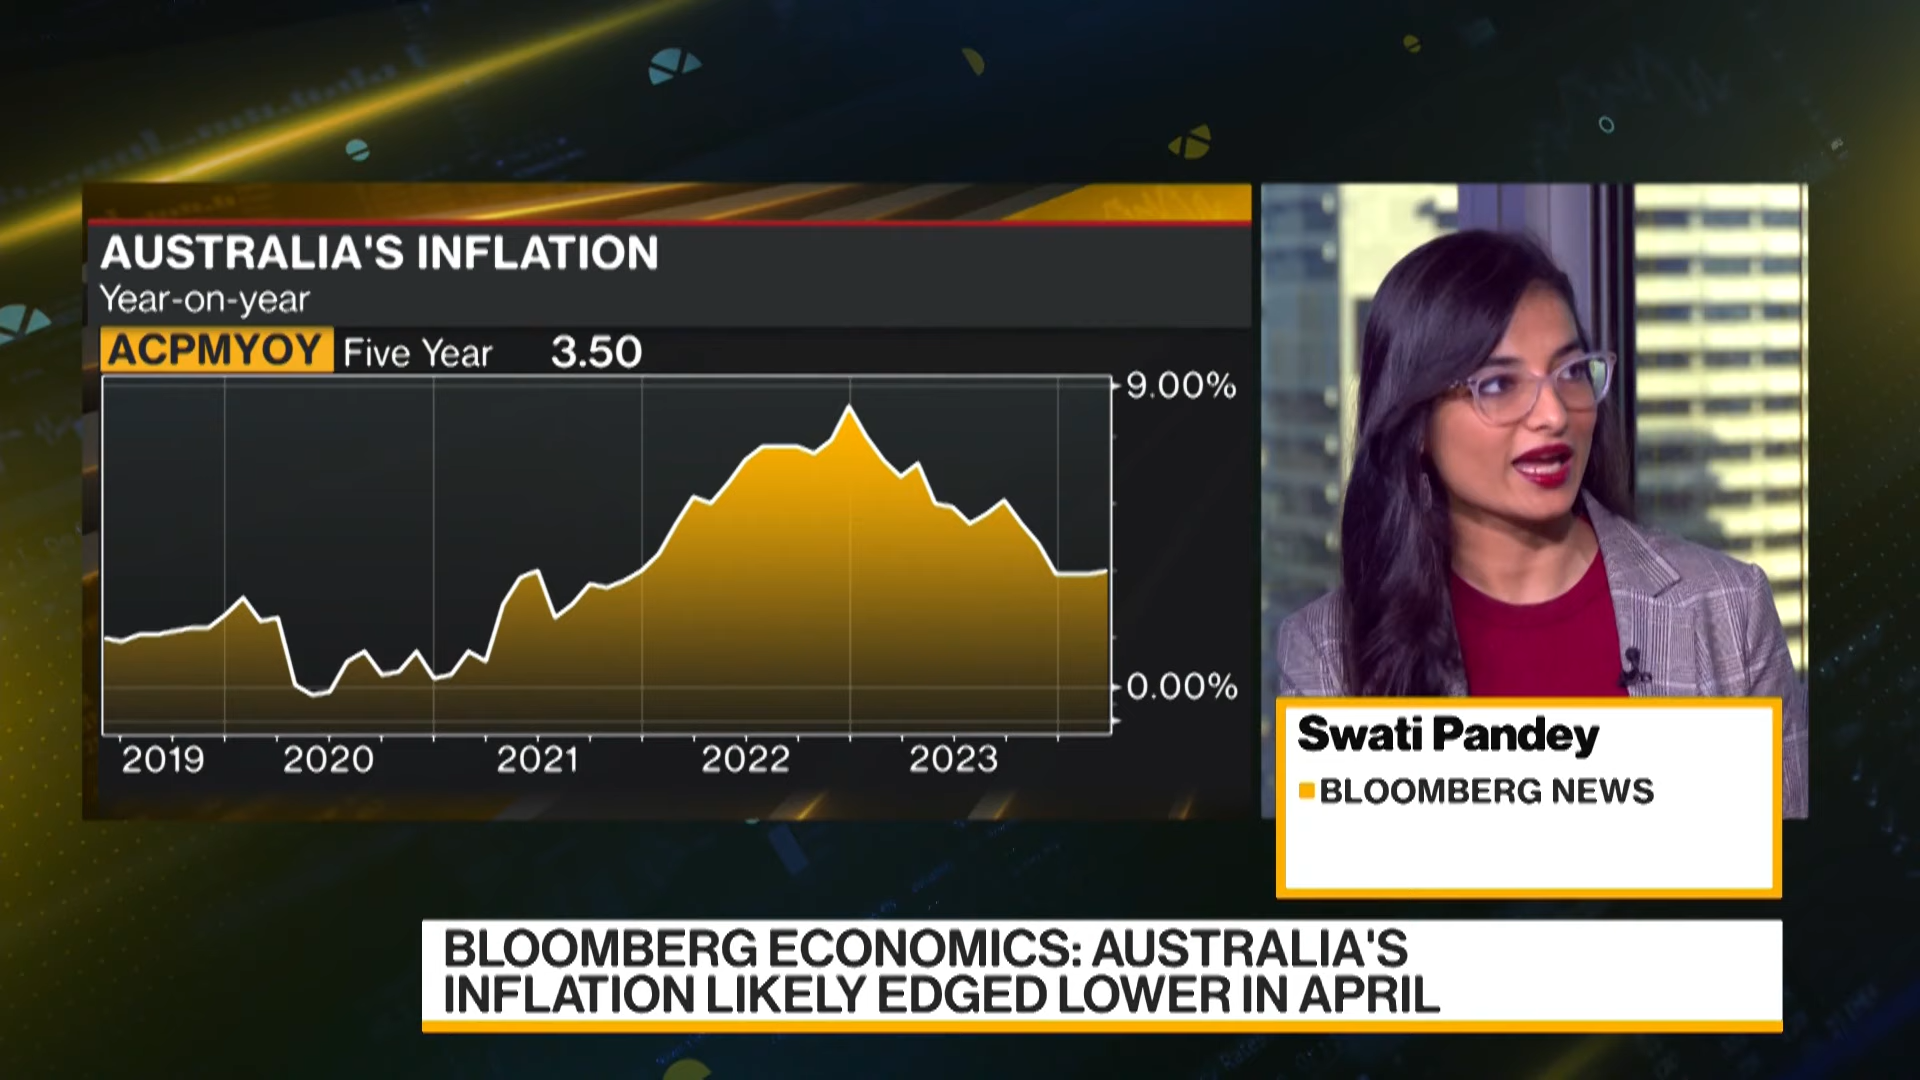 AUSTRALIA'S INFLATION
Year-on-year
ACPMYOY Five Year 3.50
9.00%
0.00%
2019 2020 2021 2022 2023
Swati Pandey
BLOOMBERG NEWS
BLOOMBERG ECONOMICS: AUSTRALIA'S
INFLATION LIKELY EDGED LOWER IN APRIL